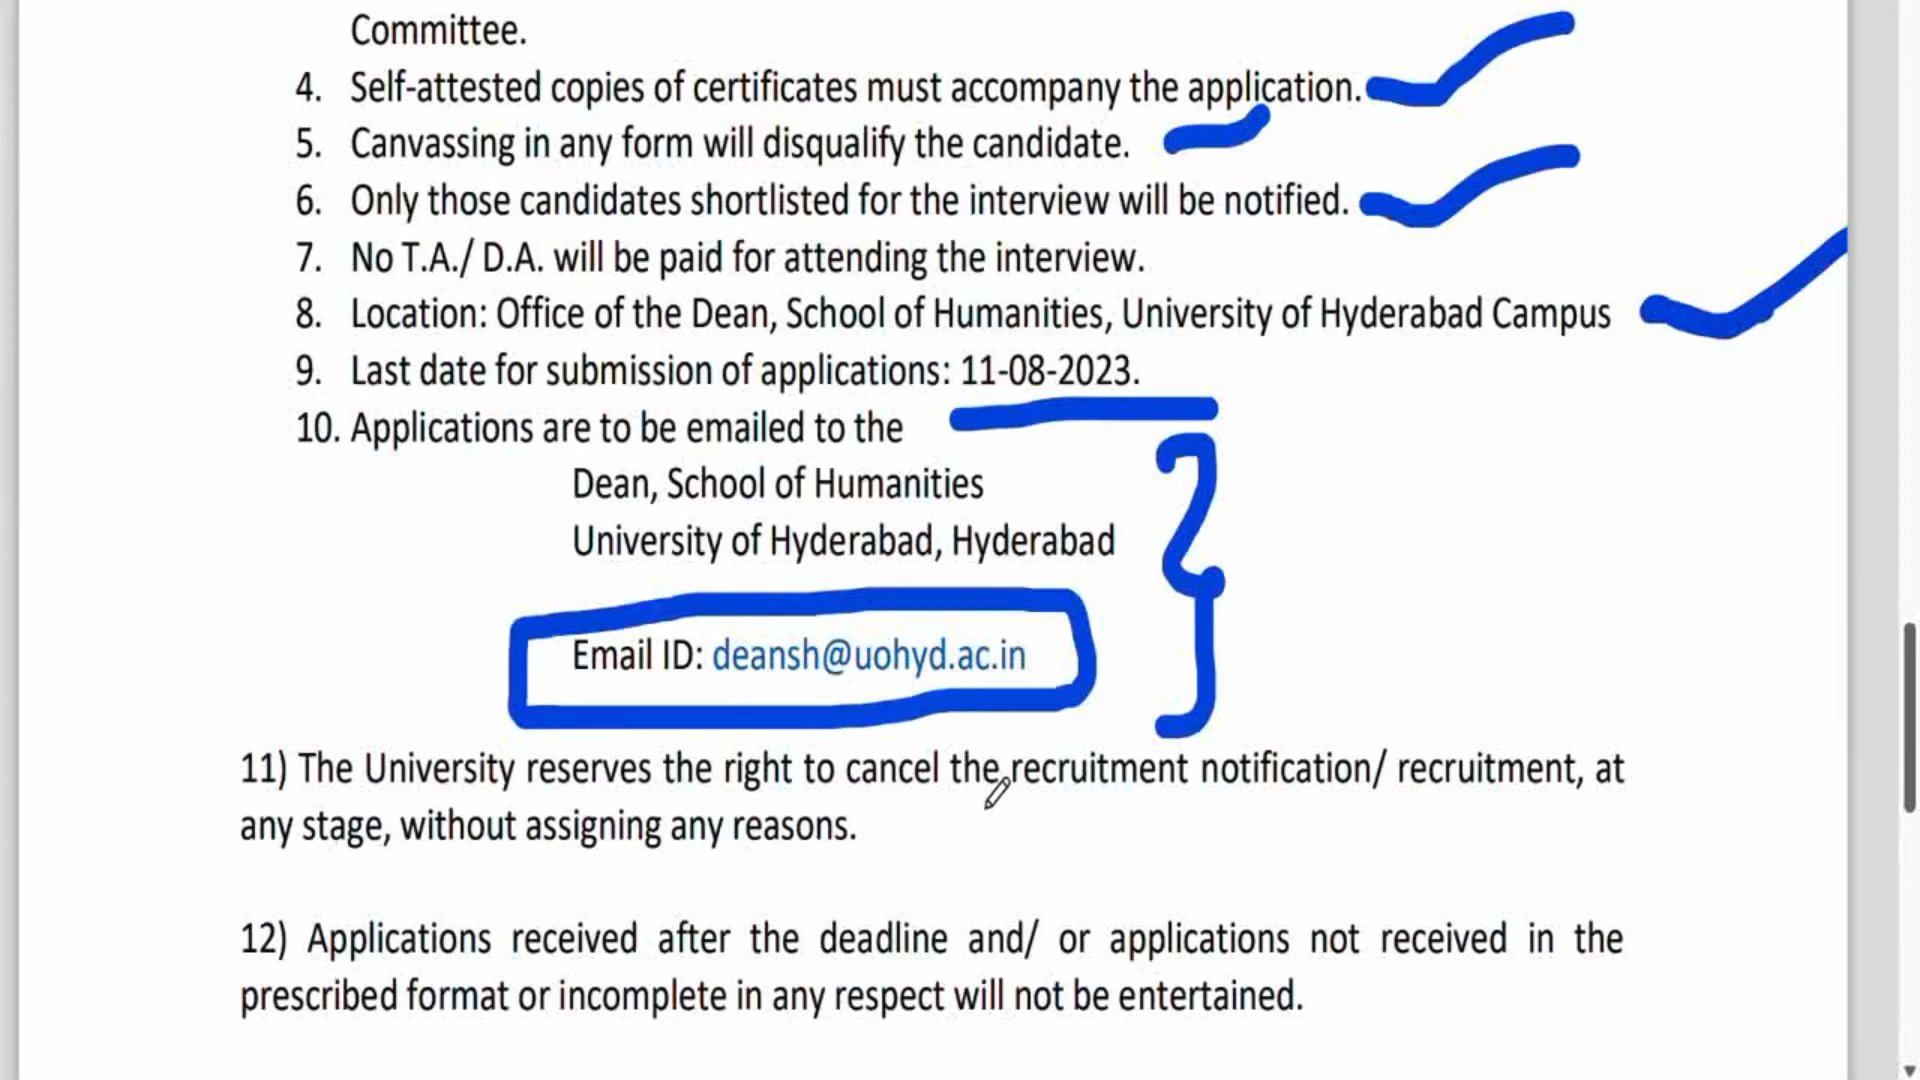 Committee.
4. Self-attested copies of certificates must accompany the application.
5. Canvassing in any form will disqualify the candidate.
6. Only those candidates shortlisted for the interview will be notified.
7. No T.A./ D.A. will be paid for attending the interview.
8. Location: Office of the Dean, School of Humanities, University of Hyderabad Campus
9. Last date for submission of applications: 11-08-2023.
10. Applications are to be emailed to the
Dean, School of Humanities
University of Hyderabad, Hyderabad
Email ID: deansh@uohyd.ac.in
11) The University reserves the right to cancel the recruitment notification/ recruitment, at
any stage, without assigning any reasons.
12) Applications received after the deadline and/ or applications not received in the
prescribed format or incomplete in any respect will not be entertained.